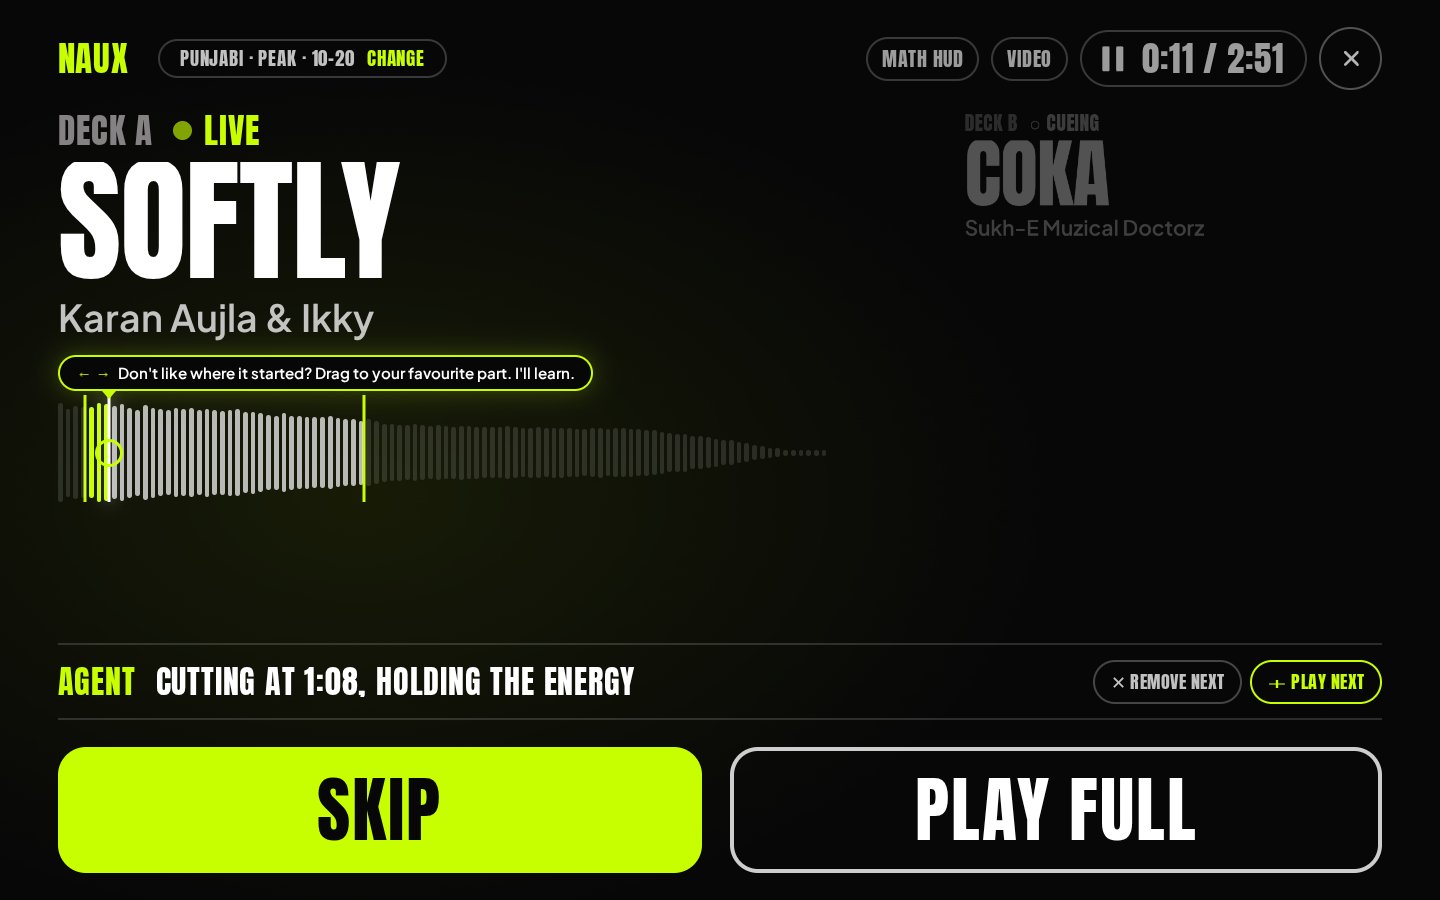 NAUX
PUNJABI · PEAK · 10-20 CHANGE
MATH HUD
VIDEO
0:11 / 2:51
✕
DECK A ● LIVE
SOFTLY
Karan Aujla & Ikky
DECK B ○ CUEING
COKA
Sukh-E Muzical Doctorz
← → Don't like where it started? Drag to your favourite part. I'll learn.
AGENT CUTTING AT 1:08, HOLDING THE ENERGY
✕ REMOVE NEXT
+ PLAY NEXT
SKIP
PLAY FULL